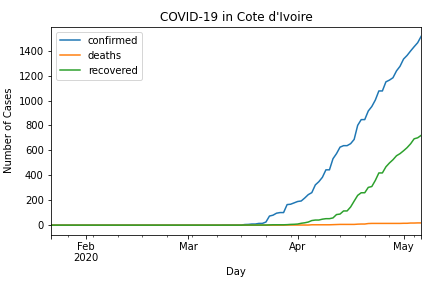 COVID-19 in Cote d'Ivoire
confirmed
deaths
recovered
Number of Cases
1400
1200
1000
800
600
400
200
0
Feb
2020
Mar
Apr
May
Day